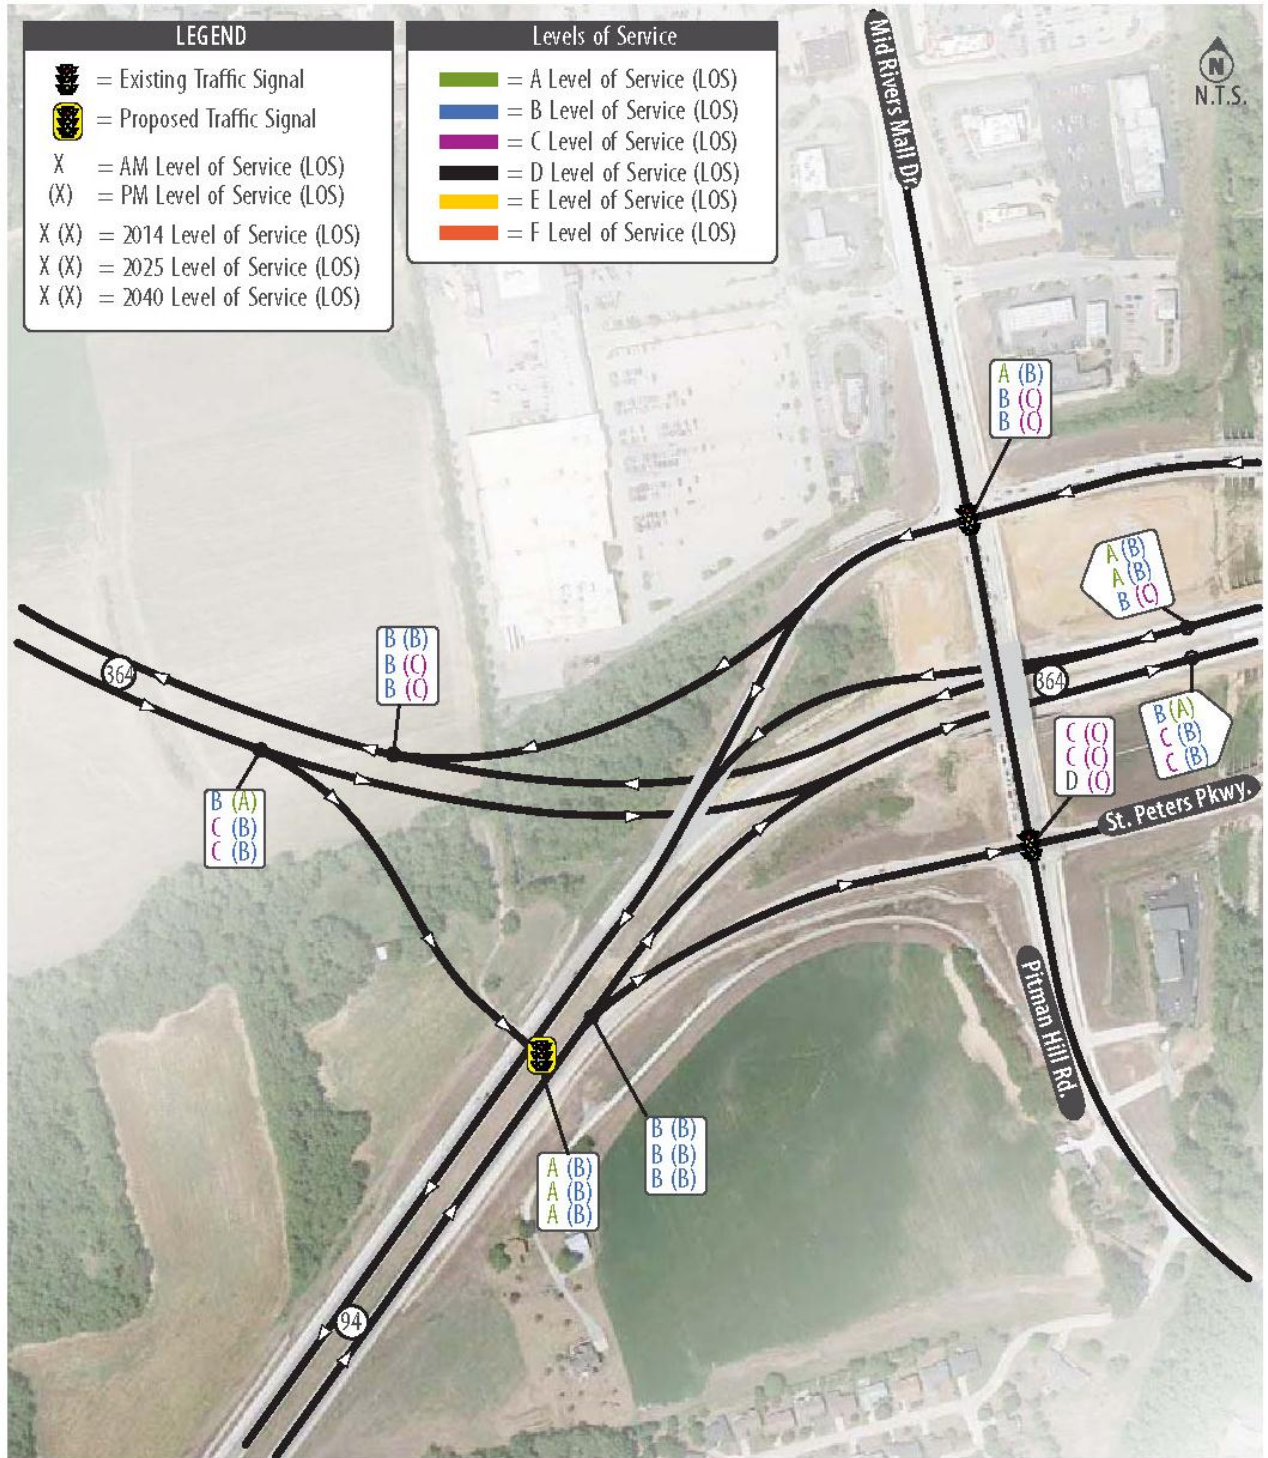 LEGEND
= Existing Traffic Signal
= Proposed Traffic Signal
X = AM Level of Service (LOS)
(X) = PM Level of Service (LOS)
X (X) = 2014 Level of Service (LOS)
X (X) = 2025 Level of Service (LOS)
X (X) = 2040 Level of Service (LOS)
Levels of Service
= A Level of Service (LOS)
= B Level of Service (LOS)
= C Level of Service (LOS)
= D Level of Service (LOS)
= E Level of Service (LOS)
= F Level of Service (LOS)
Mid Rivers Mall Dr.
N
N.T.S.
A (B)
B (C)
B (C)
A (B)
A (B)
B (C)
B (B)
B (C)
B (C)
364
364
B (A)
C (B)
C (B)
C (C)
C (C)
D (C)
St. Peters Pkwy.
B (A)
C (B)
C (B)
Pitman Hill Rd.
B (B)
B (B)
B (B)
A (B)
A (B)
A (B)
94